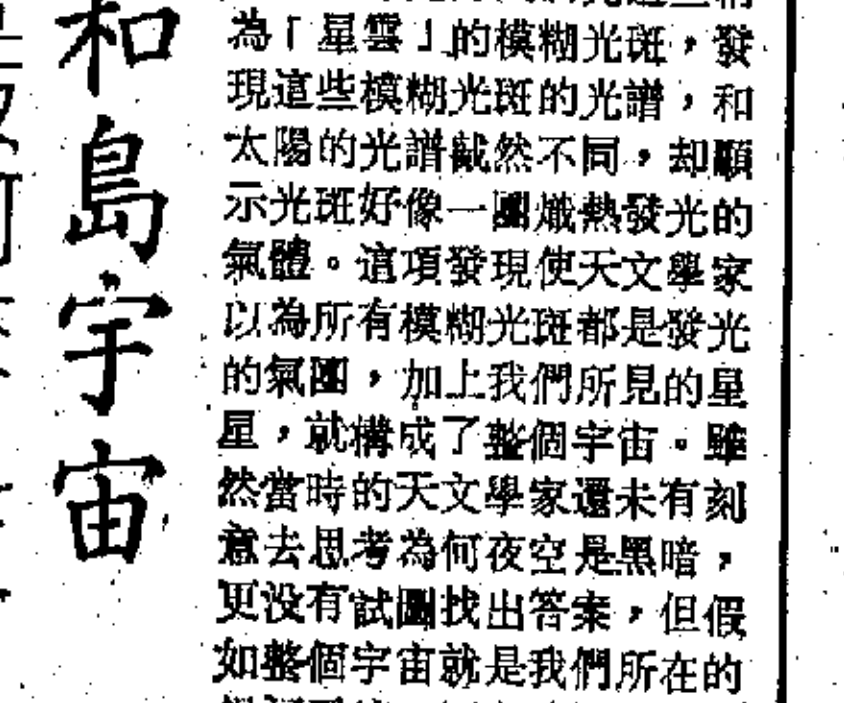 和島宇宙
為「星雲」的模糊光斑，發
現這些模糊光斑的光譜，和
太陽的光譜截然不同，却顯
示光斑好像一團熾熱發光的
氣體。這項發現使天文學家
以為所有模糊光斑都是發光
的氣團，加上我們所見的星
星，就構成了整個宇宙。雖
然當時的天文學家還未有刻
意去思考為何夜空是黑暗，
更没有試圖找出答案，但假
如整個宇宙就是我們所在的